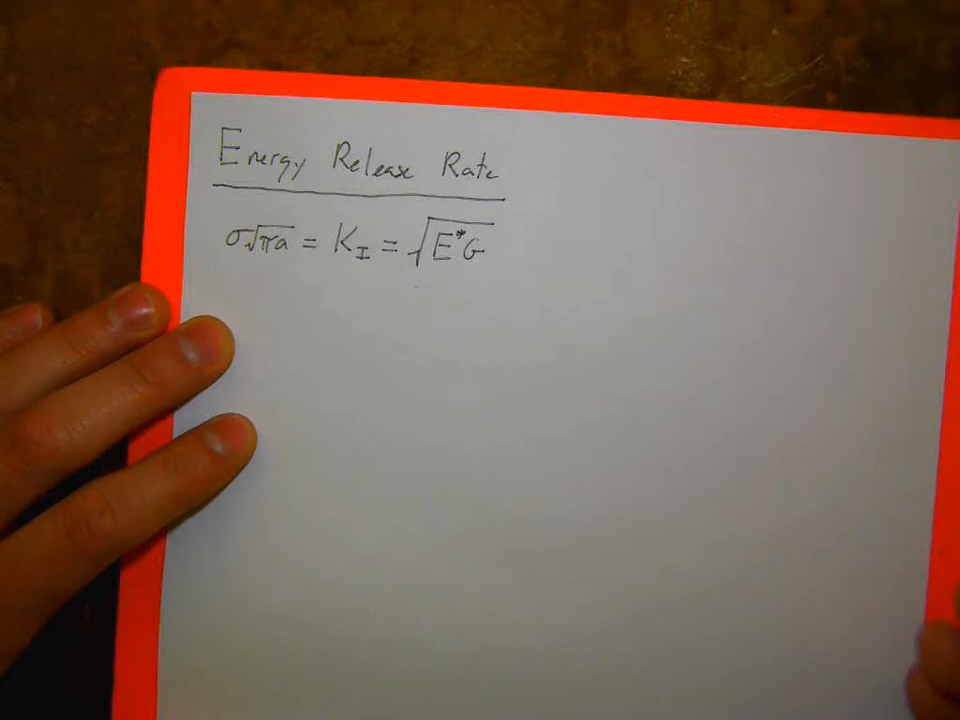 Energy Release Rate
σ√πa = K_I = √E*G